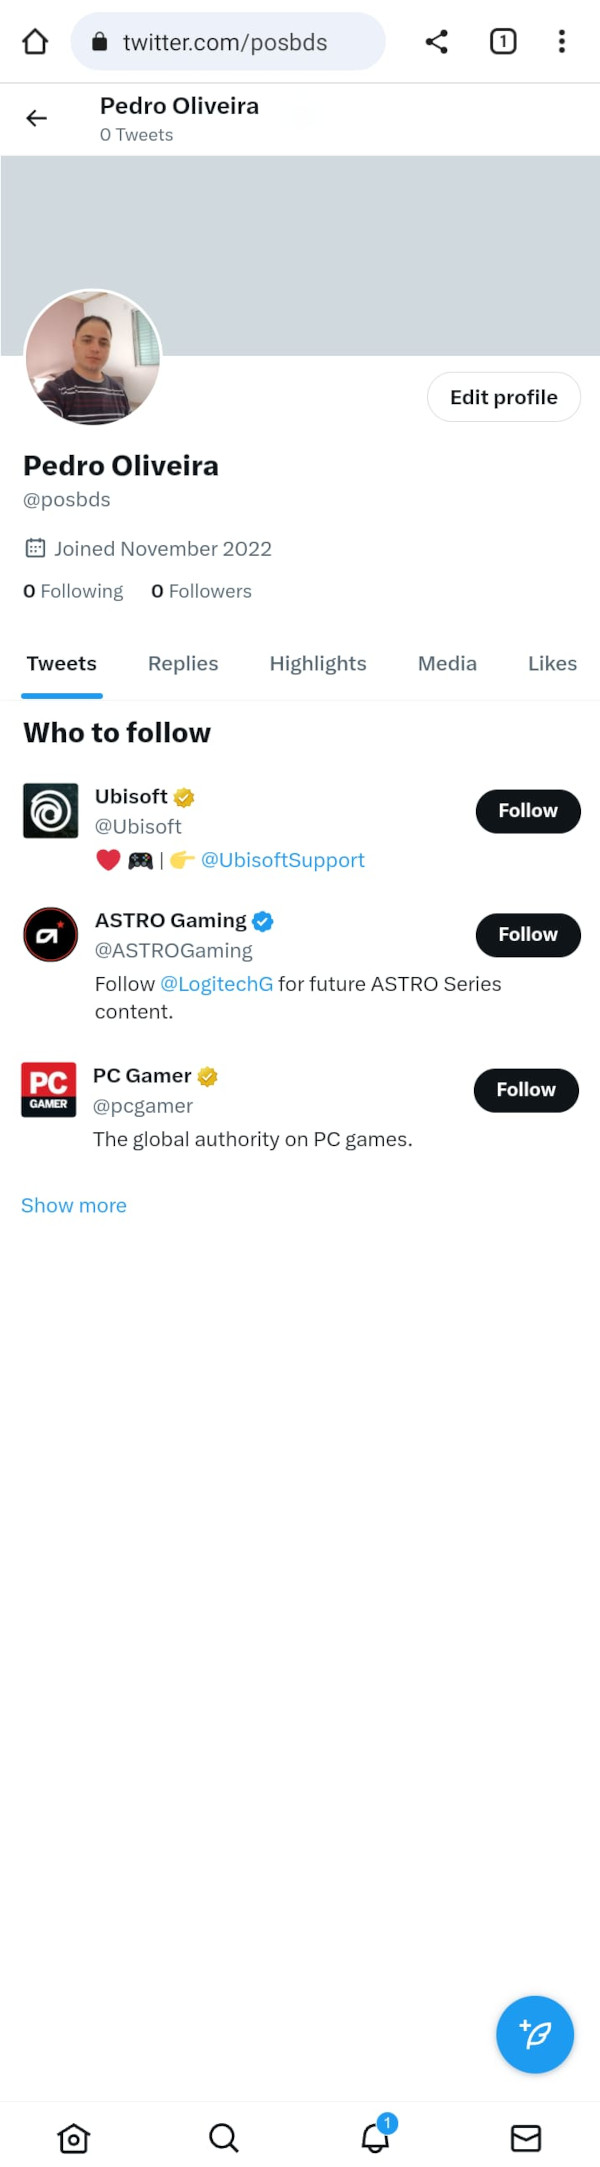 twitter.com/posbds
1
Pedro Oliveira
0 Tweets
Edit profile
Pedro Oliveira
@posbds
Joined November 2022
0 Following 0 Followers
Tweets Replies Highlights Media Likes
Who to follow
Ubisoft
@Ubisoft
Follow
❤️ 🎮 | 👉 @UbisoftSupport
ASTRO Gaming
@ASTROGaming
Follow
Follow @LogitechG for future ASTRO Series
content.
PC
GAMER
PC Gamer
@pcgamer
Follow
The global authority on PC games.
Show more
1